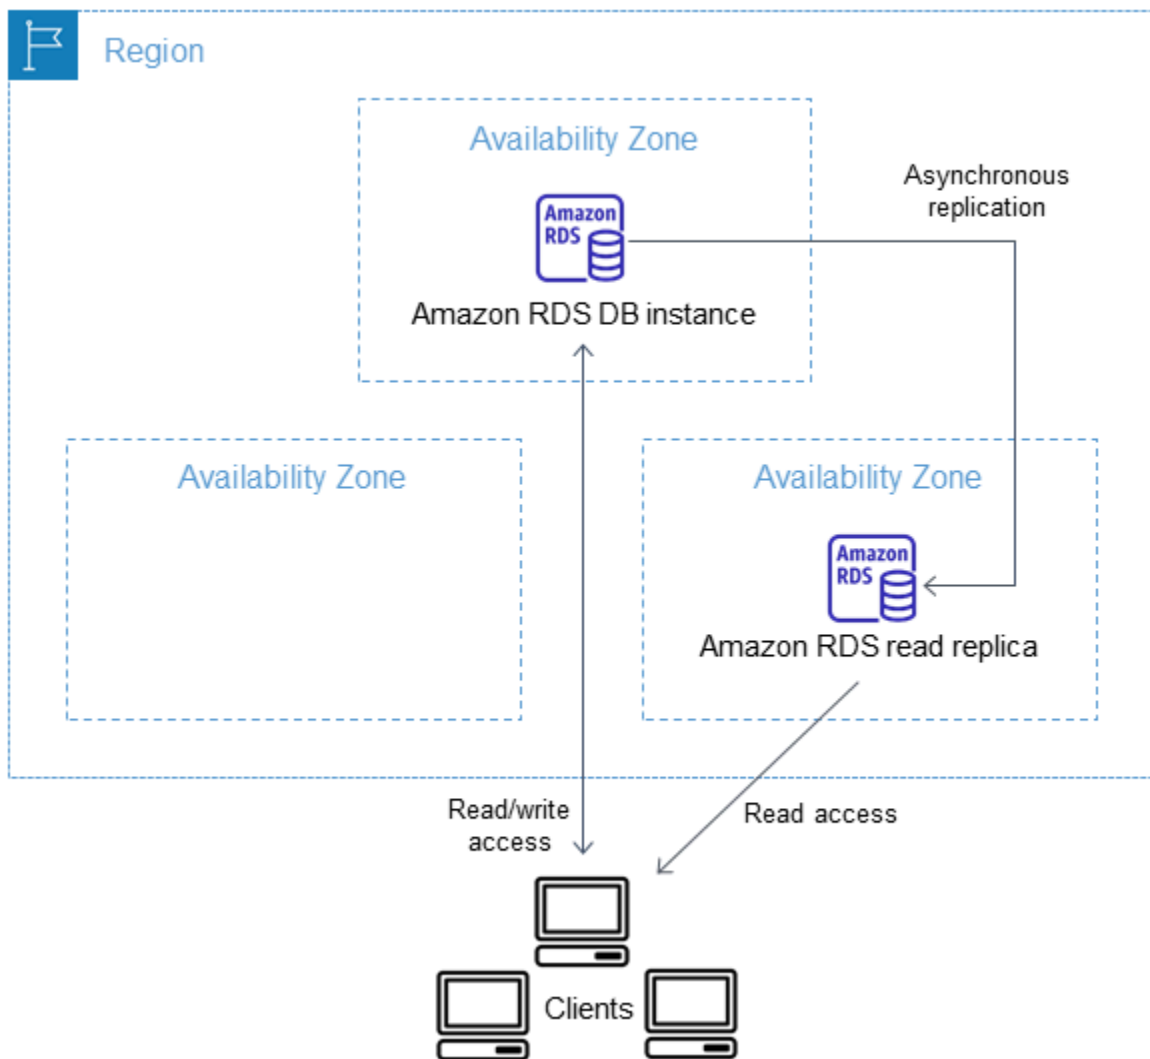 Region
Availability Zone
Asynchronous
replication
Amazon
RDS
Amazon RDS DB instance
Availability Zone
Availability Zone
Amazon
RDS
Amazon RDS read replica
Read/write
access
Read access
Clients